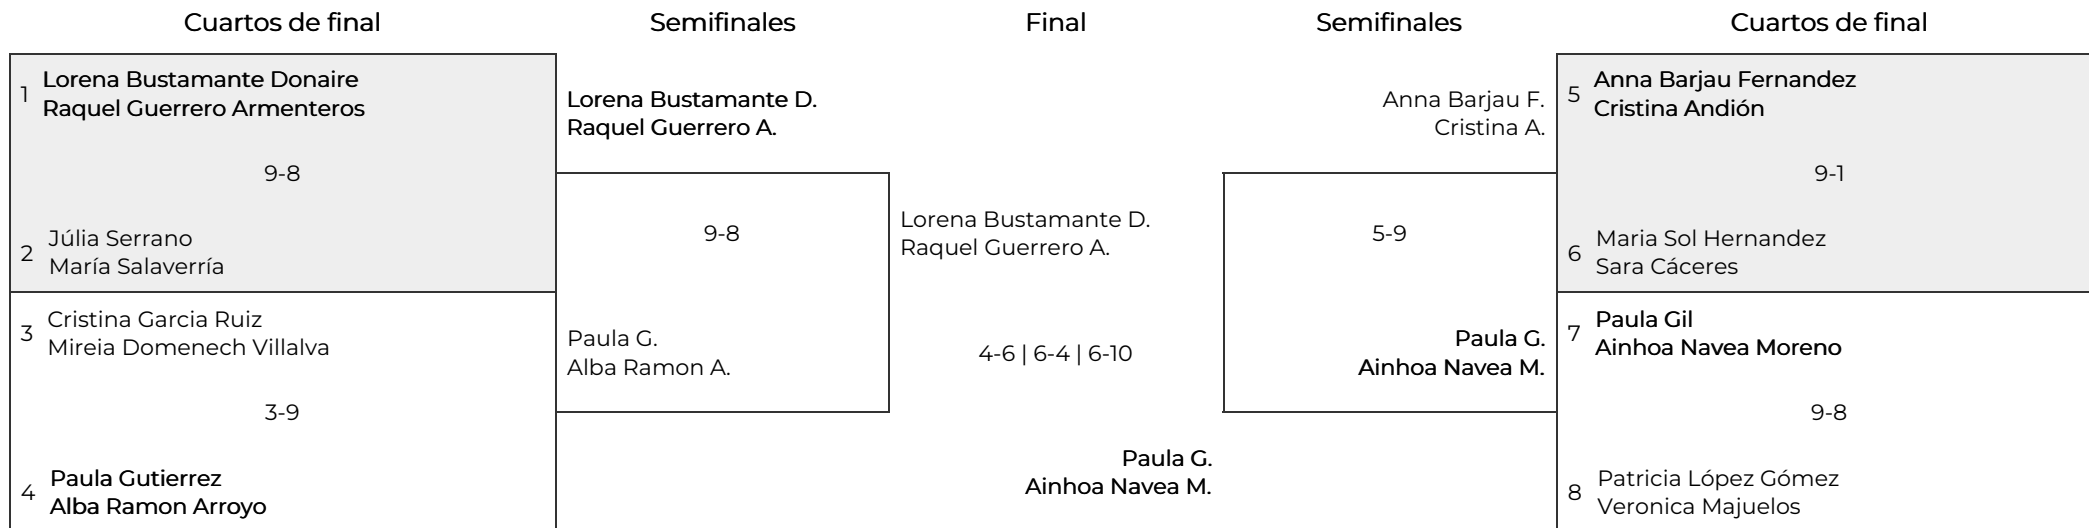 Cuartos de final
Semifinales
Final
Semifinales
Cuartos de final
1
Lorena Bustamante Donaire
Raquel Guerrero Armenteros
9-8
2
Júlia Serrano
María Salaverría
3
Cristina Garcia Ruiz
Mireia Domenech Villalva
3-9
4
Paula Gutierrez
Alba Ramon Arroyo
Lorena Bustamante D.
Raquel Guerrero A.
9-8
Paula G.
Alba Ramon A.
Lorena Bustamante D.
Raquel Guerrero A.
4-6 | 6-4 | 6-10
Paula G.
Ainhoa Navea M.
Anna Barjau F.
Cristina A.
5-9
Paula G.
Ainhoa Navea M.
5
Anna Barjau Fernandez
Cristina Andión
9-1
6
Maria Sol Hernandez
Sara Cáceres
7
Paula Gil
Ainhoa Navea Moreno
9-8
8
Patricia López Gómez
Veronica Majuelos